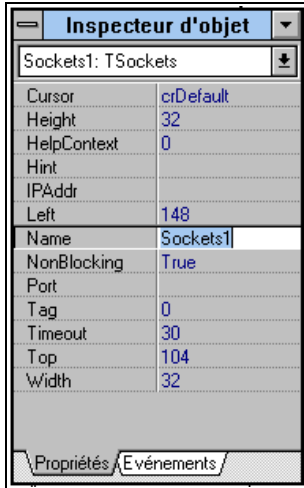 Inspecteur d'objet
Sockets1: TSockets
Cursor crDefault
Height 32
HelpContext 0
Hint
IPAddr
Left 148
Name Sockets1
NonBlocking True
Port
Tag 0
Timeout 30
Top 104
Width 32
Propriétés Evénements